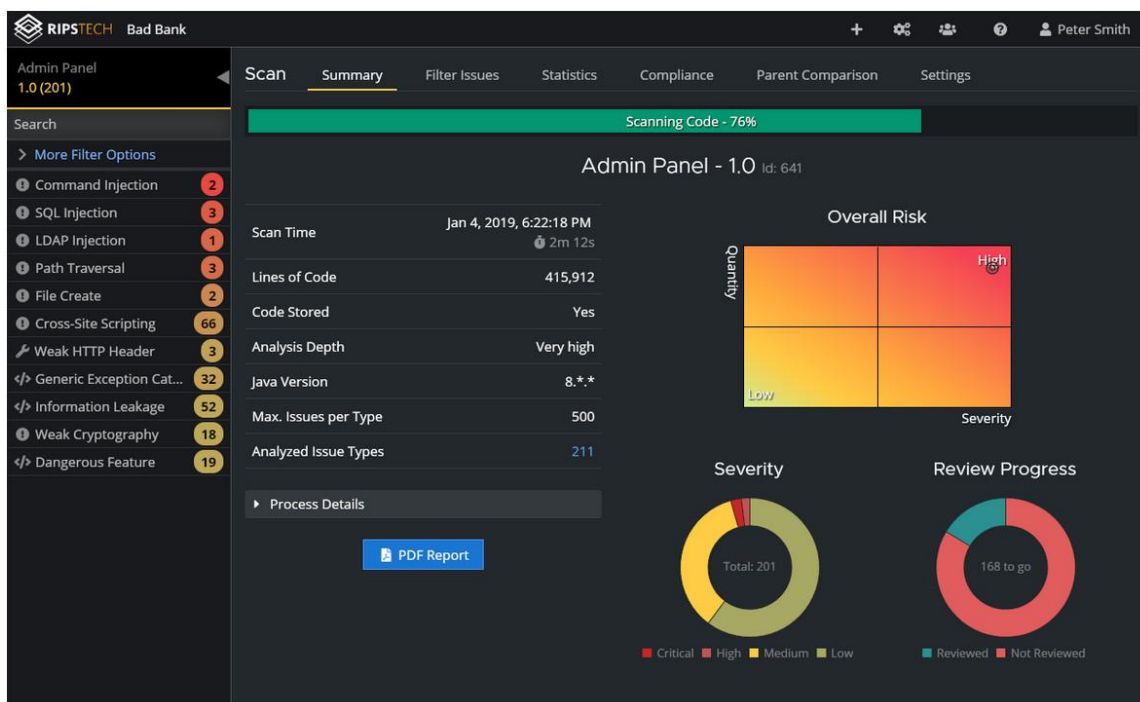 RIPSTECH Bad Bank Peter Smith
Admin Panel
1.0 (201)
Search
More Filter Options
Command Injection 2
SQL Injection 3
LDAP Injection 1
Path Traversal 3
File Create 2
Cross-Site Scripting 66
Weak HTTP Header 3
Generic Exception Cat... 32
Information Leakage 52
Weak Cryptography 18
Dangerous Feature 19
Scan Summary Filter Issues Statistics Compliance Parent Comparison Settings
Scanning Code - 76%
Admin Panel - 1.0 Id: 641
Scan Time Jan 4, 2019, 6:22:18 PM
2m 12s
Lines of Code 415,912
Code Stored Yes
Analysis Depth Very high
Java Version 8.*.*
Max. Issues per Type 500
Analyzed Issue Types 211
Process Details
PDF Report
Overall Risk
Quantity
High
Low
Severity
Severity
Total: 201
Critical High Medium Low
Review Progress
168 to go
Reviewed Not Reviewed